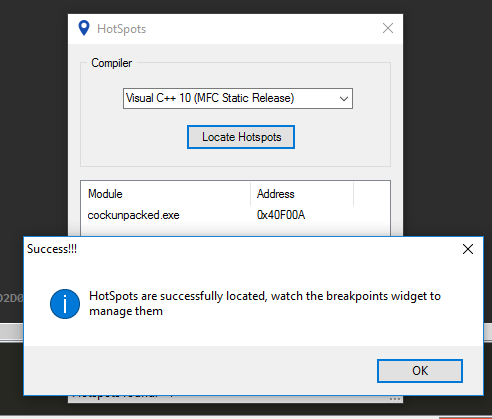 HotSpots
Compiler
Visual C++ 10 (MFC Static Release)
Locate Hotspots
Module Address
cockunpacked.exe 0x40F00A
Success!!!
HotSpots are successfully located, watch the breakpoints widget to
manage them
OK